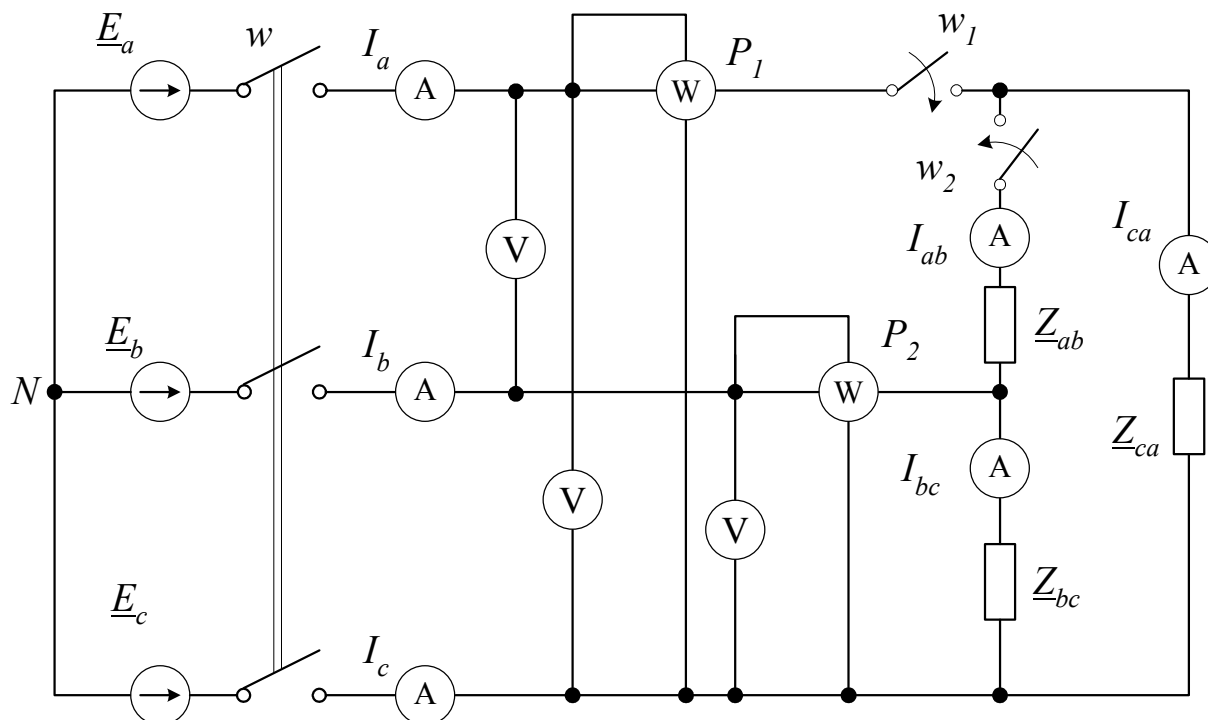 E_a
w
I_a
A
W
P_1
w_1
w_2
V
I_ab
A
I_ca
A
Z_ab
N
E_b
I_b
A
P_2
W
Z_ca
I_bc
A
V
V
Z_bc
E_c
I_c
A